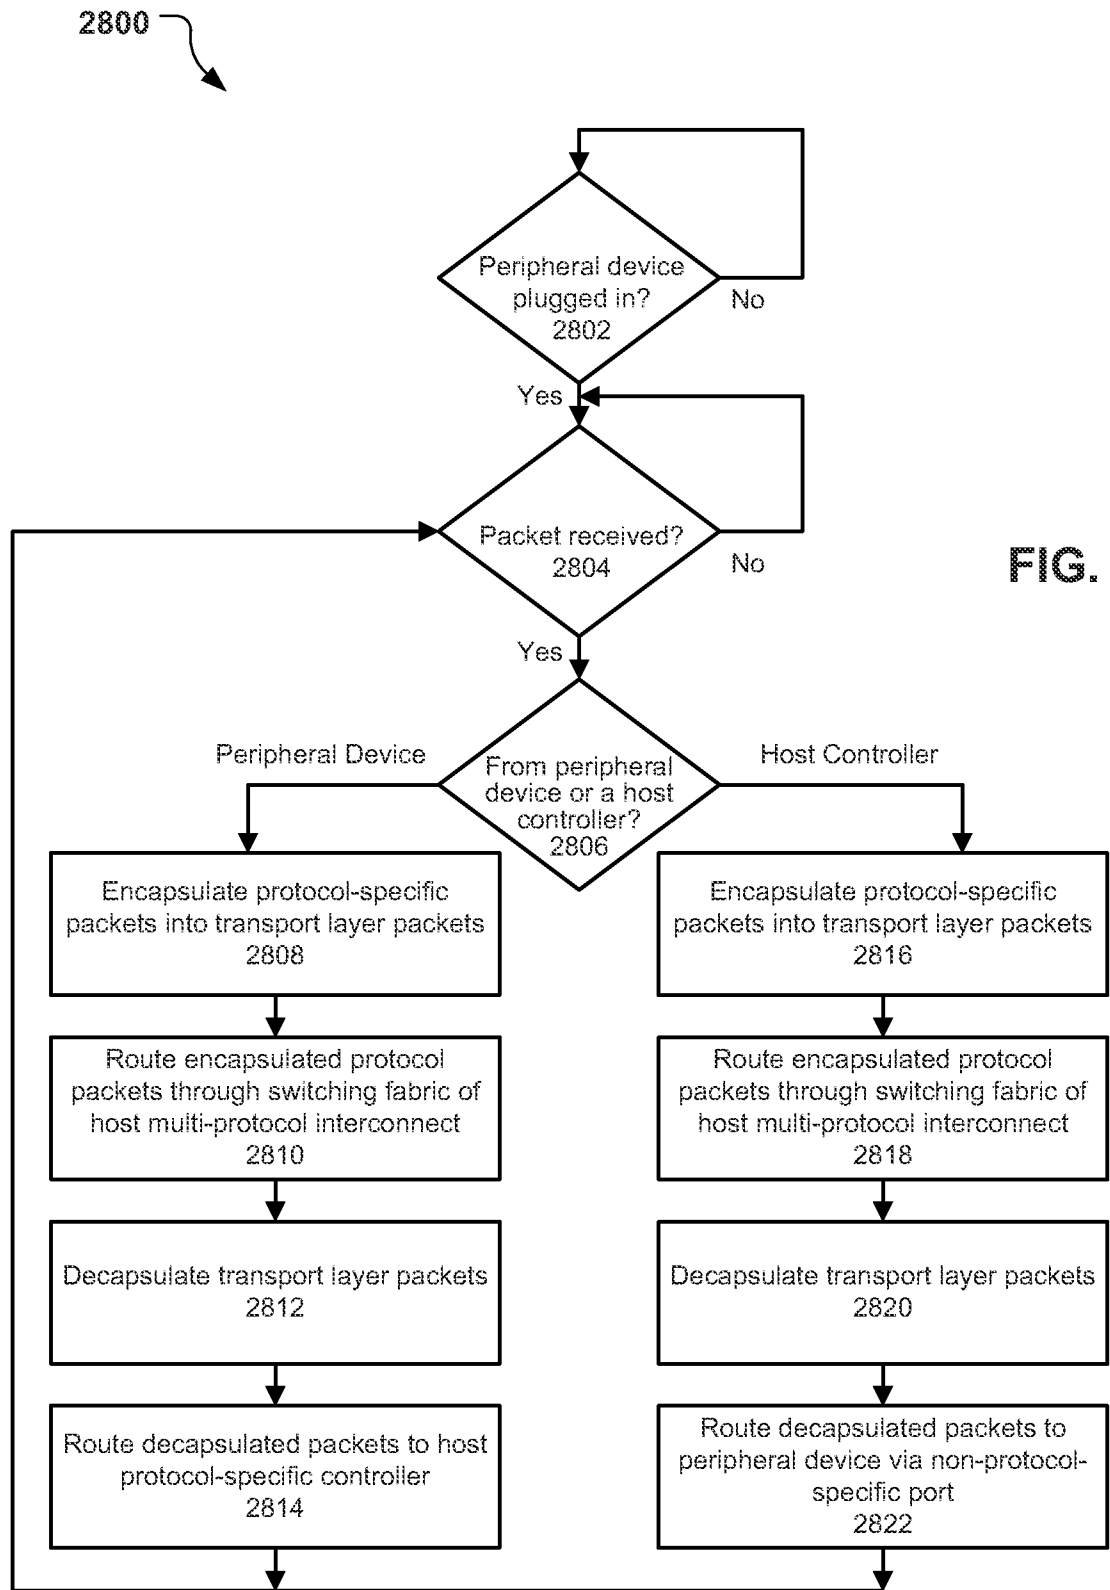 2800
Peripheral device
plugged in?
2802
No
Yes
Packet received?
2804
No
FIG.
Yes
Peripheral Device
Host Controller
From peripheral
device or a host
controller?
2806
Encapsulate protocol-specific
packets into transport layer packets
2808
Route encapsulated protocol
packets through switching fabric of
host multi-protocol interconnect
2810
Decapsulate transport layer packets
2812
Route decapsulated packets to host
protocol-specific controller
2814
Encapsulate protocol-specific
packets into transport layer packets
2816
Route encapsulated protocol
packets through switching fabric of
host multi-protocol interconnect
2818
Decapsulate transport layer packets
2820
Route decapsulated packets to
peripheral device via non-protocol-
specific port
2822